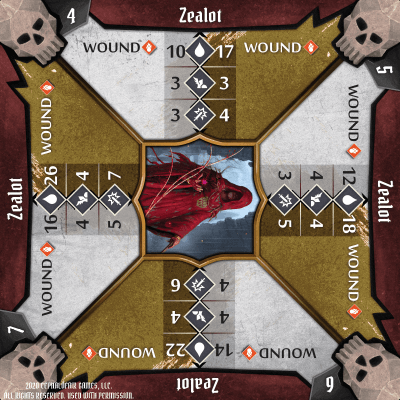 4 Zealot
WOUND 10 17 WOUND
3 3
3 4
5 Zealot
WOUND 12 18 WOUND
4 4
3 5
6 Zealot
WOUND 14 22 WOUND
4 4
4 6
7 Zealot
WOUND 16 26 WOUND
4 4
5 7
2020 CEPHALOFAIR GAMES, LLC.
ALL RIGHTS RESERVED. USED WITH PERMISSION.